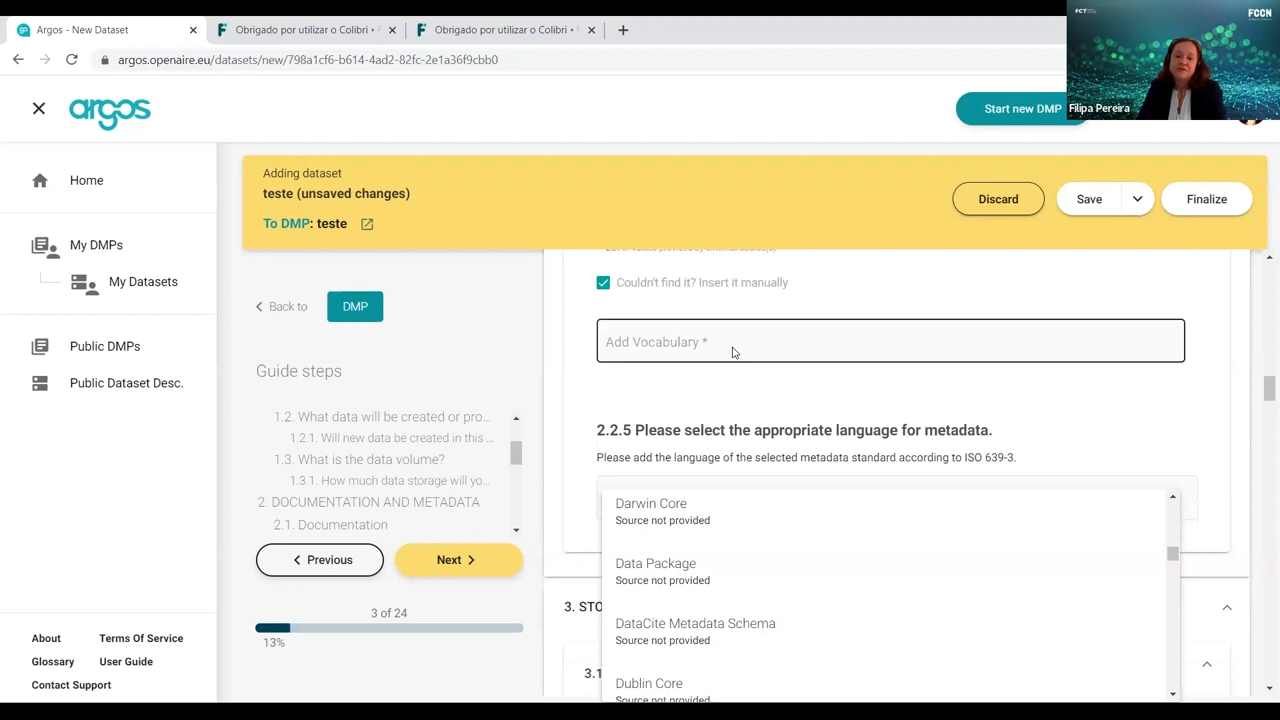 Argos - New Dataset
Obrigado por utilizar o Colibri •
Obrigado por utilizar o Colibri •
argos.openaire.eu/datasets/new/798a1cf6-b614-4ad2-82fc-2e1a36f9cbb0
FCT
FCCN
Filipa Pereira
argos
Start new DMP
Home
My DMPs
My Datasets
Public DMPs
Public Dataset Desc.
About
Terms Of Service
Glossary
User Guide
Contact Support
Adding dataset
teste (unsaved changes)
To DMP: teste
Discard
Save
Finalize
Back to
DMP
Guide steps
1.2. What data will be created or pro...
1.2.1. Will new data be created in this ...
1.3. What is the data volume?
1.3.1. How much data storage will yo...
2. DOCUMENTATION AND METADATA
2.1. Documentation
Previous
Next
3 of 24
13%
Couldn't find it? Insert it manually
Add Vocabulary *
2.2.5 Please select the appropriate language for metadata.
Please add the language of the selected metadata standard according to ISO 639-3.
Darwin Core
Source not provided
Data Package
Source not provided
DataCite Metadata Schema
Source not provided
Dublin Core
Source not provided
3. STO
3.1